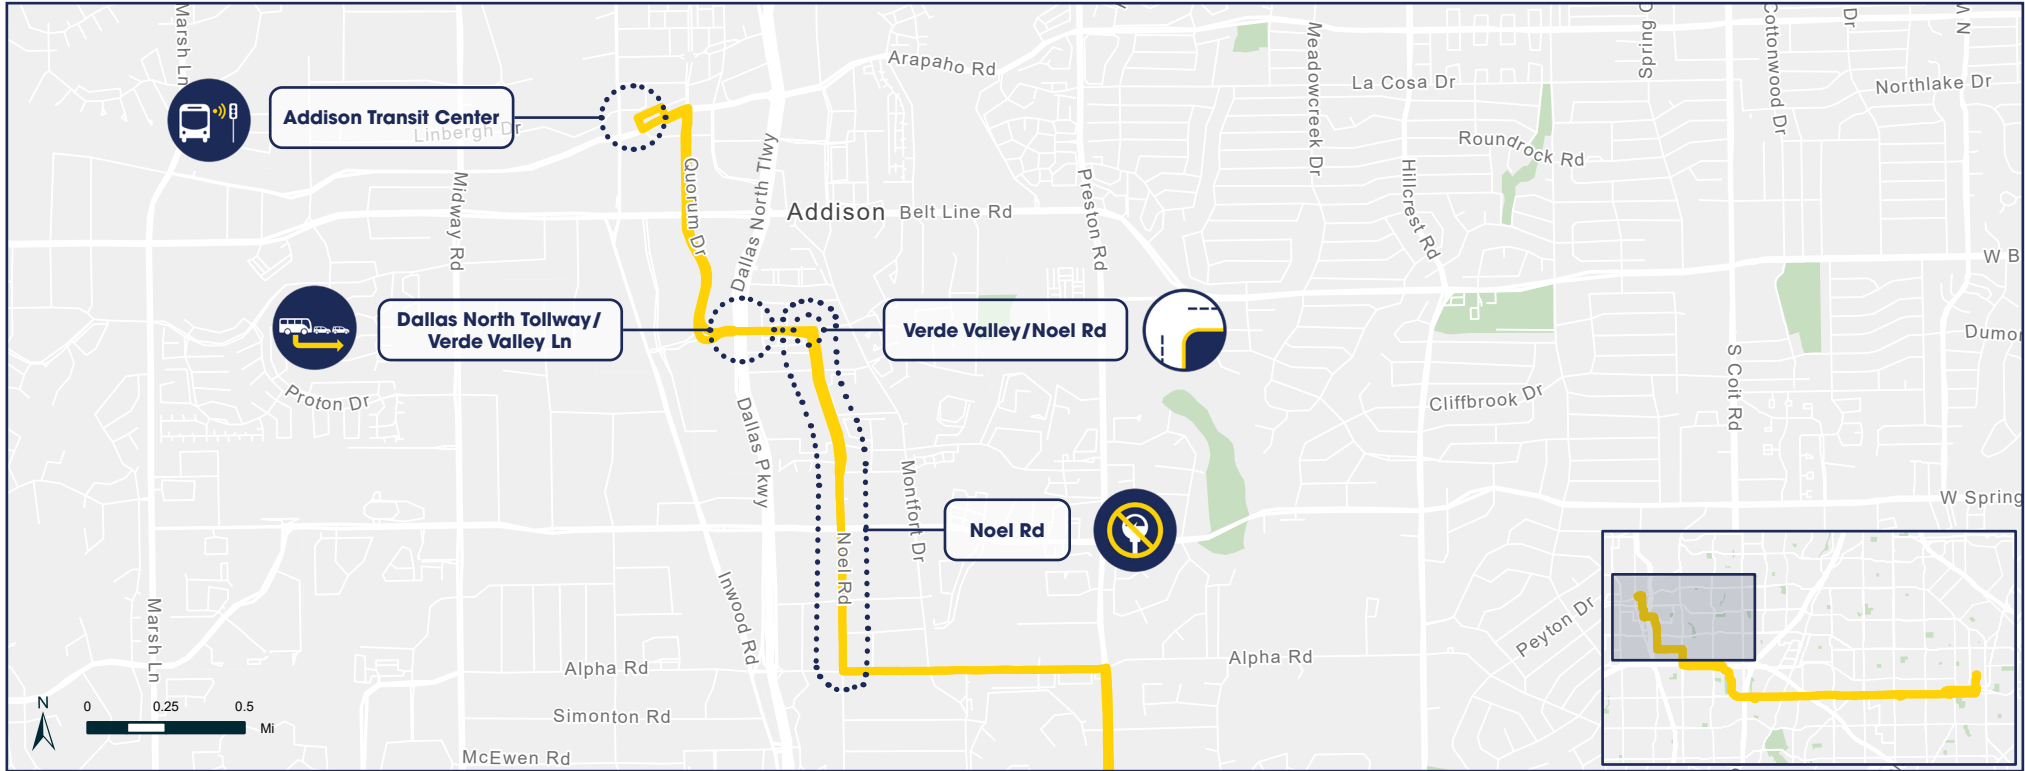 Marsh Ln
Arapaho Rd
Meadowcreek Dr
La Cosa Dr
Cottonwood Dr
Dr
Northlake Dr
Addison Transit Center
Linbergh Dr
Roundrock Rd
Quorum Dr
Dallas North Tlwy
Midway Rd
Preston Rd
Hillcrest Rd
Addison
Belt Line Rd
W B
Dallas North Tollway/
Verde Valley Ln
Verde Valley/Noel Rd
Proton Dr
Dallas Pkwy
Cliffbrook Dr
S Coit Rd
Montfort Dr
W Spring
Noel Rd
Noel Rd
Inwood Rd
Marsh Ln
Peyton Dr
Alpha Rd
Alpha Rd
Simonton Rd
McEwen Rd
N
0 0.25 0.5
Mi